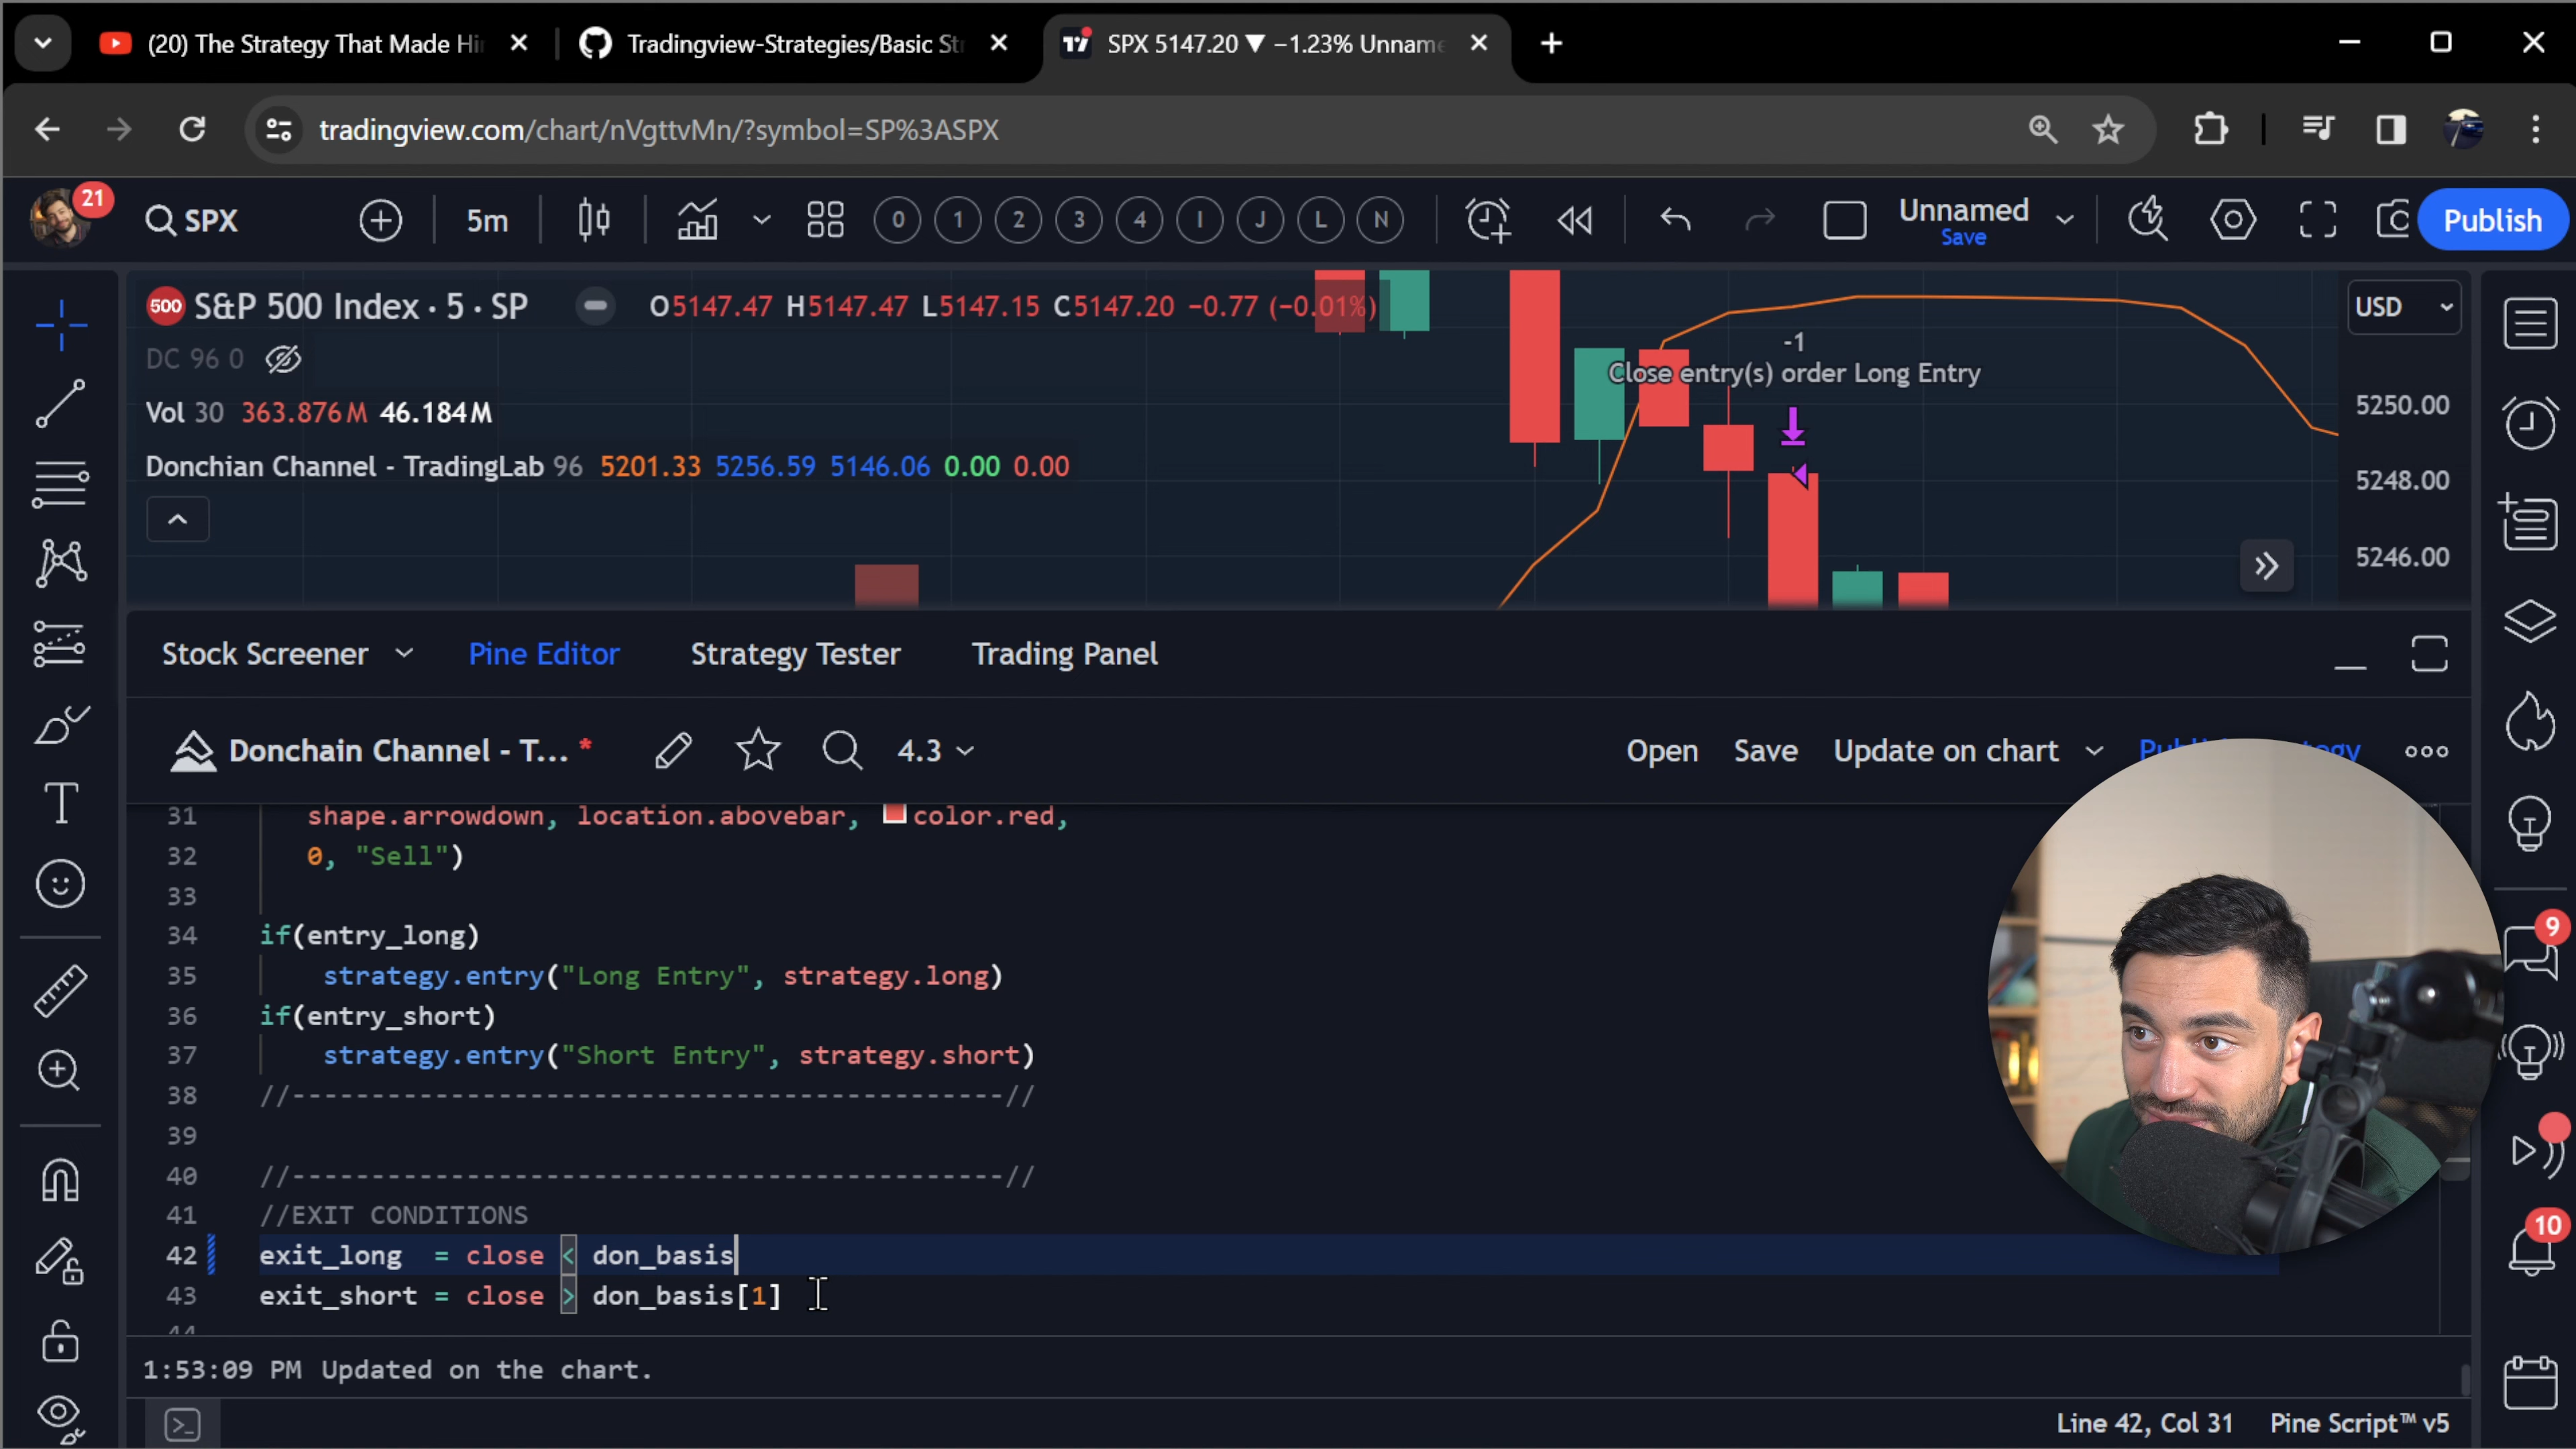 (20) The Strategy That Made Hi
Tradingview-Strategies/Basic St
SPX 5147.20 ▼ −1.23% Unname
tradingview.com/chart/nVgttvMn/?symbol=SP%3ASPX
21
SPX
5m
0 1 2 3 4 I J L N
Unnamed
Save
Publish
500 S&P 500 Index · 5 · SP
O5147.47 H5147.47 L5147.15 C5147.20 −0.77 (−0.01%)
USD
DC 96 0
-1
Close entry(s) order Long Entry
Vol 30 363.876M 46.184M
Donchian Channel - TradingLab 96 5201.33 5256.59 5146.06 0.00 0.00
5250.00
5248.00
5246.00
Stock Screener
Pine Editor
Strategy Tester
Trading Panel
Donchain Channel - T... *
4.3
Open
Save
Update on chart
31 shape.arrowdown, location.abovebar, color.red,
32 0, "Sell")
33
34 if(entry_long)
35 strategy.entry("Long Entry", strategy.long)
36 if(entry_short)
37 strategy.entry("Short Entry", strategy.short)
38 //---------------------------------------------//
39
40 //---------------------------------------------//
41 //EXIT CONDITIONS
42 exit_long  = close < don_basis
43 exit_short = close > don_basis[1]
44
9
10
1:53:09 PM Updated on the chart.
Line 42, Col 31
Pine Script™ v5